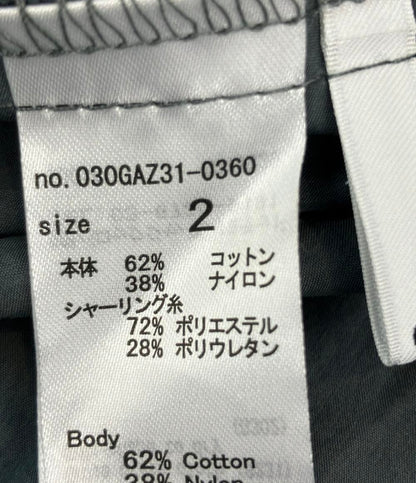 no. 030GAZ31-0360
size 2
本体 62% コットン
38% ナイロン
シャーリング糸
72% ポリエステル
28% ポリウレタン
Body
62% Cotton
38% Nylon